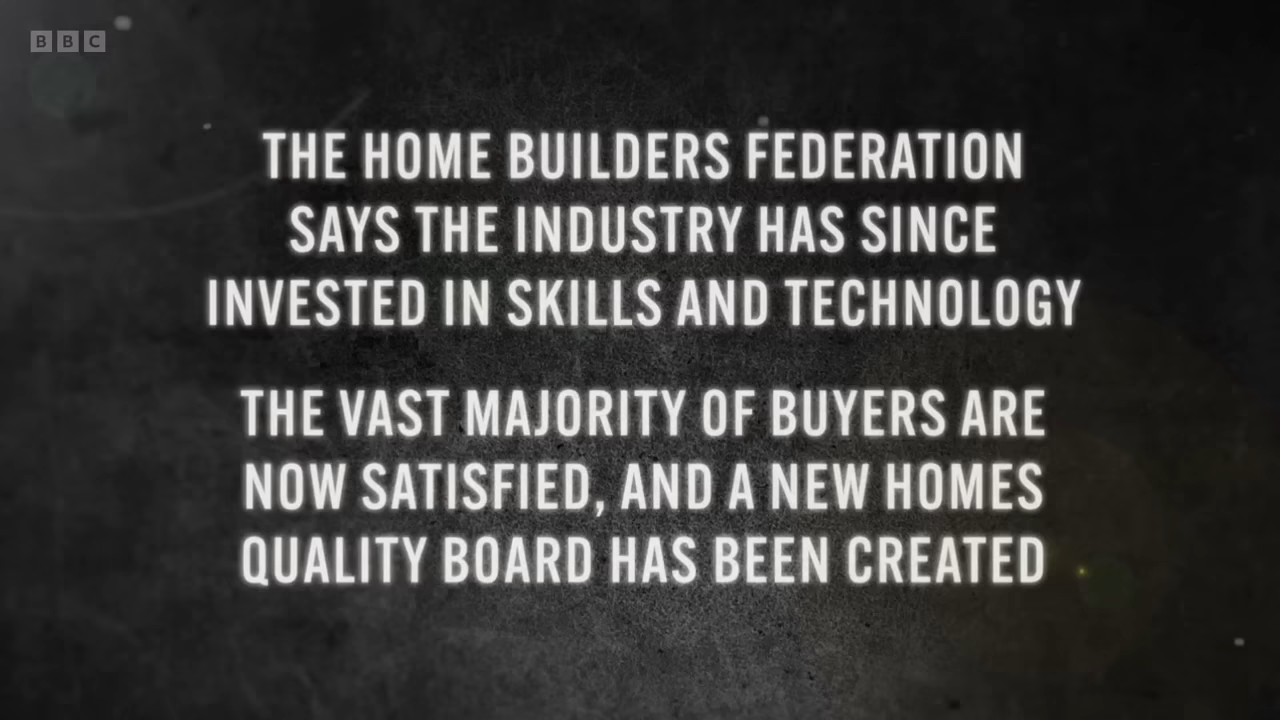 BBC
THE HOME BUILDERS FEDERATION
SAYS THE INDUSTRY HAS SINCE
INVESTED IN SKILLS AND TECHNOLOGY
THE VAST MAJORITY OF BUYERS ARE
NOW SATISFIED, AND A NEW HOMES
QUALITY BOARD HAS BEEN CREATED